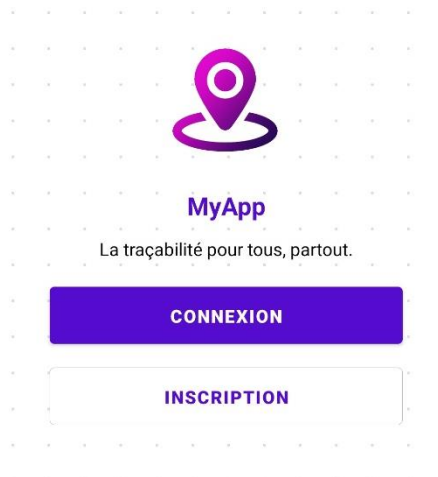 MyApp
La traçabilité pour tous, partout.
CONNEXION
INSCRIPTION